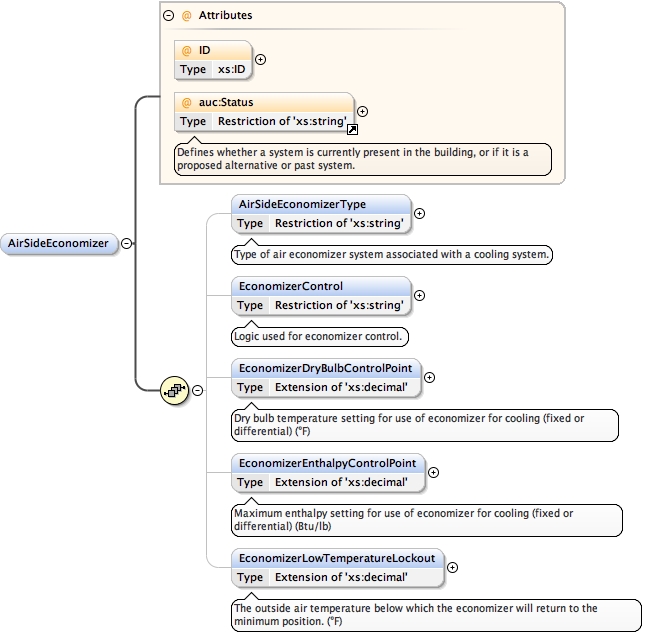 @ Attributes
@ ID
Type xs:ID
@ auc:Status
Type Restriction of 'xs:string'
Defines whether a system is currently present in the building, or if it is a
proposed alternative or past system.
AirSideEconomizer
AirSideEconomizerType
Type Restriction of 'xs:string'
Type of air economizer system associated with a cooling system.
EconomizerControl
Type Restriction of 'xs:string'
Logic used for economizer control.
EconomizerDryBulbControlPoint
Type Extension of 'xs:decimal'
Dry bulb temperature setting for use of economizer for cooling (fixed or
differential) (°F)
EconomizerEnthalpyControlPoint
Type Extension of 'xs:decimal'
Maximum enthalpy setting for use of economizer for cooling (fixed or
differential) (Btu/lb)
EconomizerLowTemperatureLockout
Type Extension of 'xs:decimal'
The outside air temperature below which the economizer will return to the
minimum position. (°F)